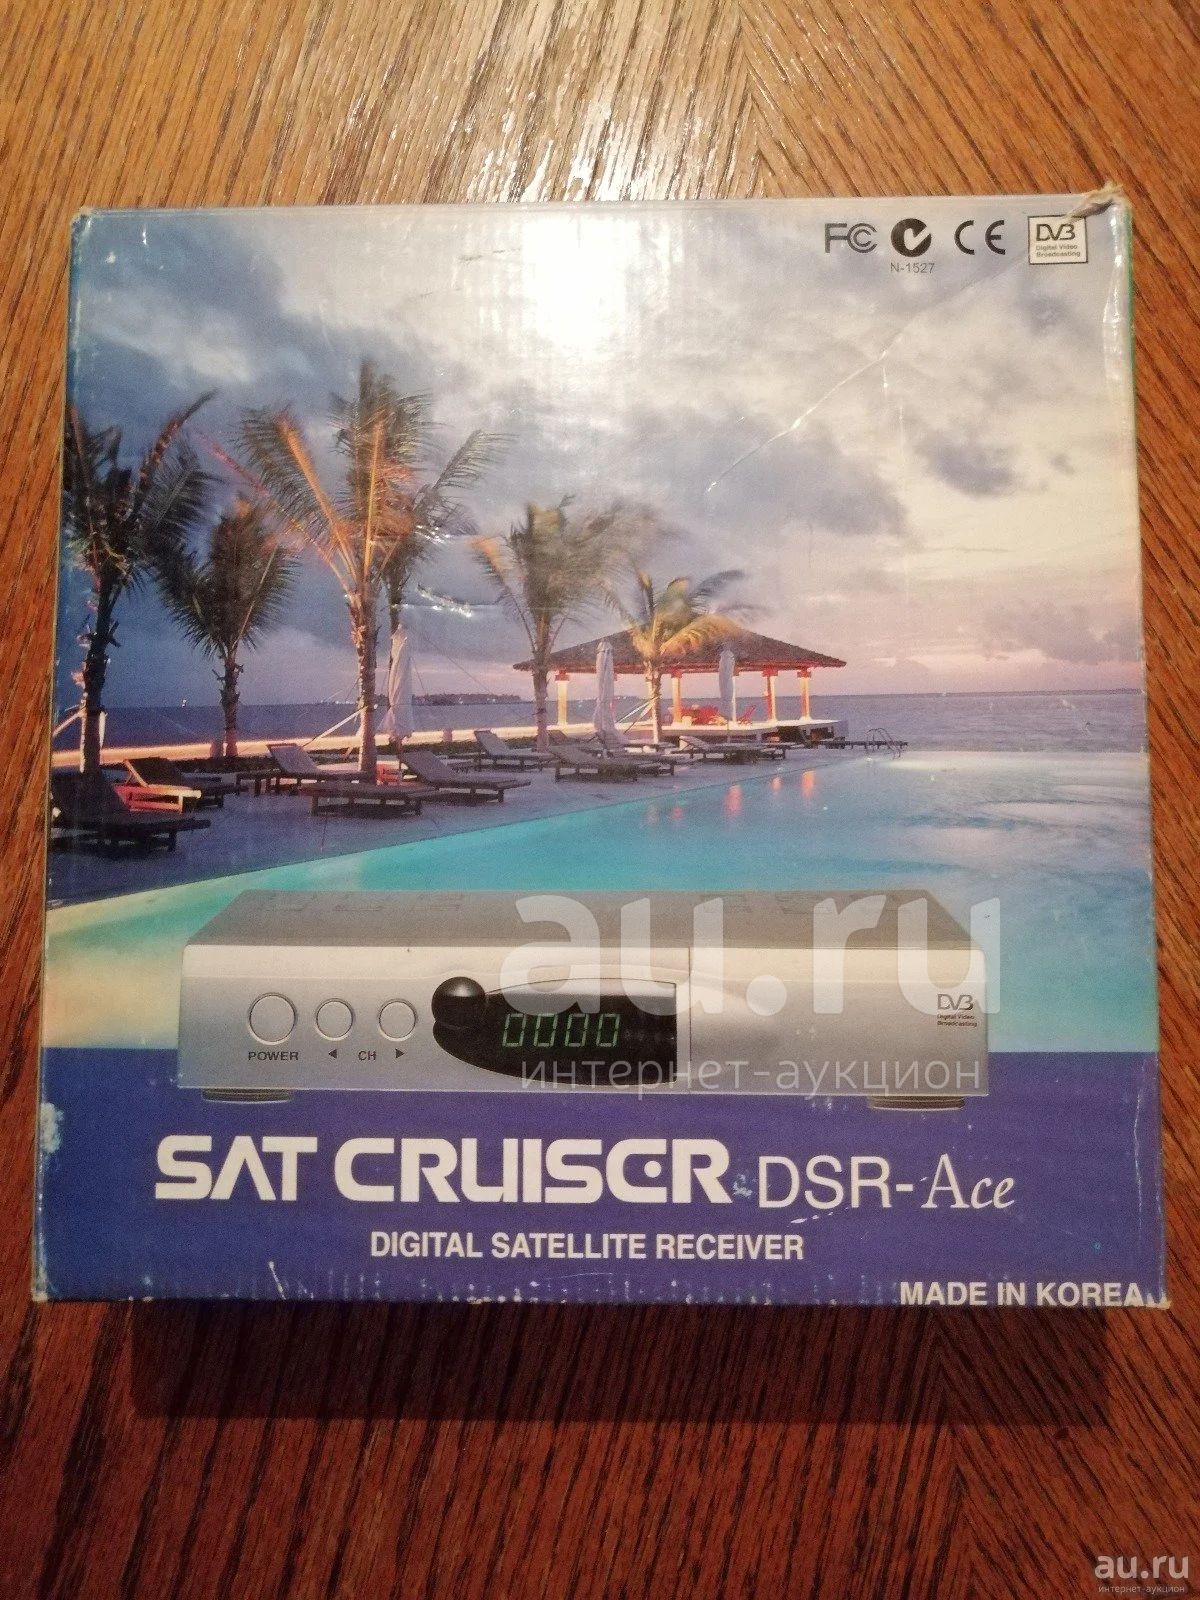 FC CE DVB
Digital Video
Broadcasting
N-1527
au.ru
интернет-аукцион
DVB
Digital Video
Broadcasting
0000
POWER ◄ CH ►
SAT CRUISER DSR-Ace
DIGITAL SATELLITE RECEIVER
MADE IN KOREA
au.ru
интернет-аукцион